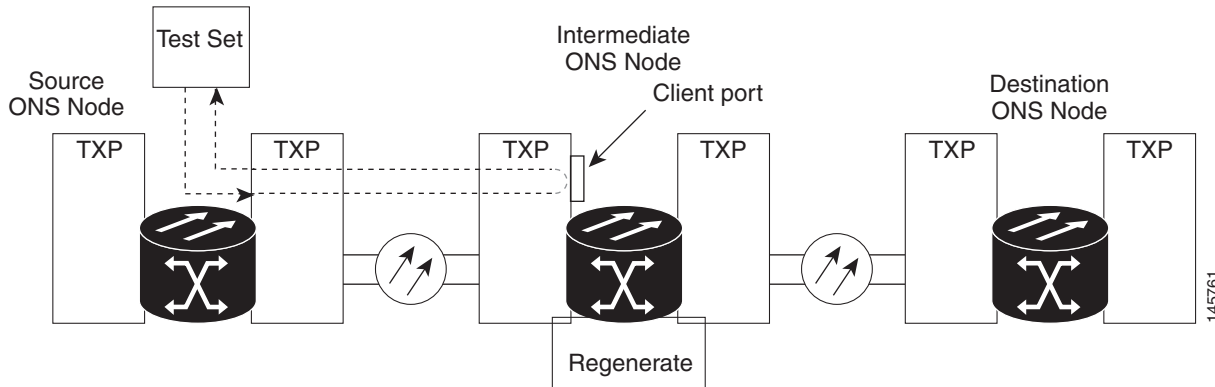 Test Set
Source
ONS Node
Intermediate
ONS Node
Client port
Destination
ONS Node
TXP
TXP
TXP
TXP
TXP
TXP
Regenerate
145761